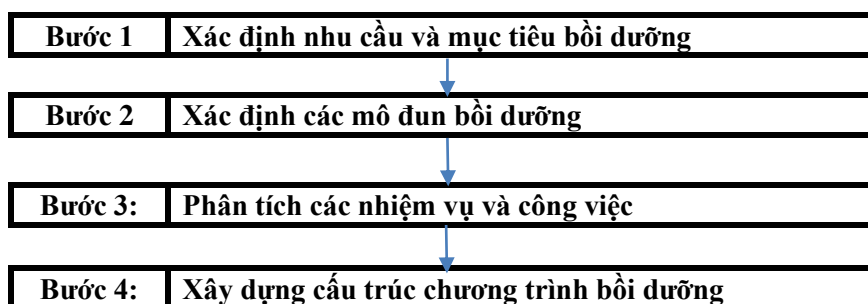 Bước 1 Xác định nhu cầu và mục tiêu bồi dưỡng
Bước 2 Xác định các mô đun bồi dưỡng
Bước 3: Phân tích các nhiệm vụ và công việc
Bước 4: Xây dựng cấu trúc chương trình bồi dưỡng